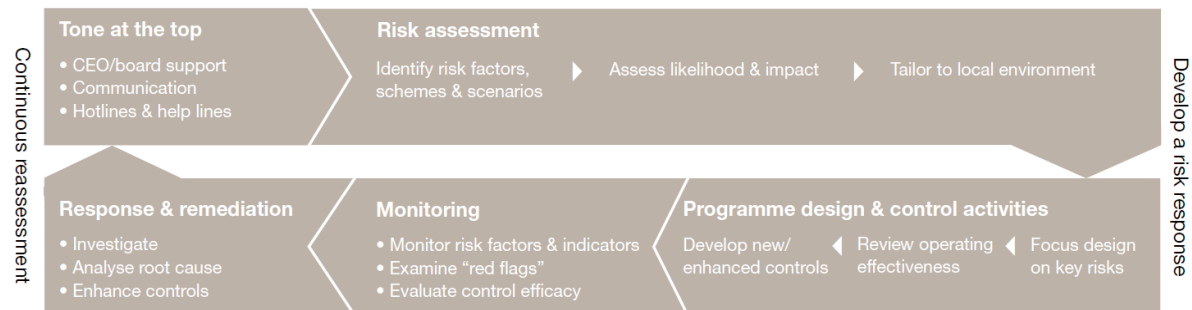 Continuous reassessment
Tone at the top
• CEO/board support
• Communication
• Hotlines & help lines
Risk assessment
Identify risk factors,
schemes & scenarios
Assess likelihood & impact
Tailor to local environment
Develop a risk response
Programme design & control activities
Focus design
on key risks
Review operating
effectiveness
Develop new/
enhanced controls
Monitoring
• Monitor risk factors & indicators
• Examine “red flags”
• Evaluate control efficacy
Response & remediation
• Investigate
• Analyse root cause
• Enhance controls